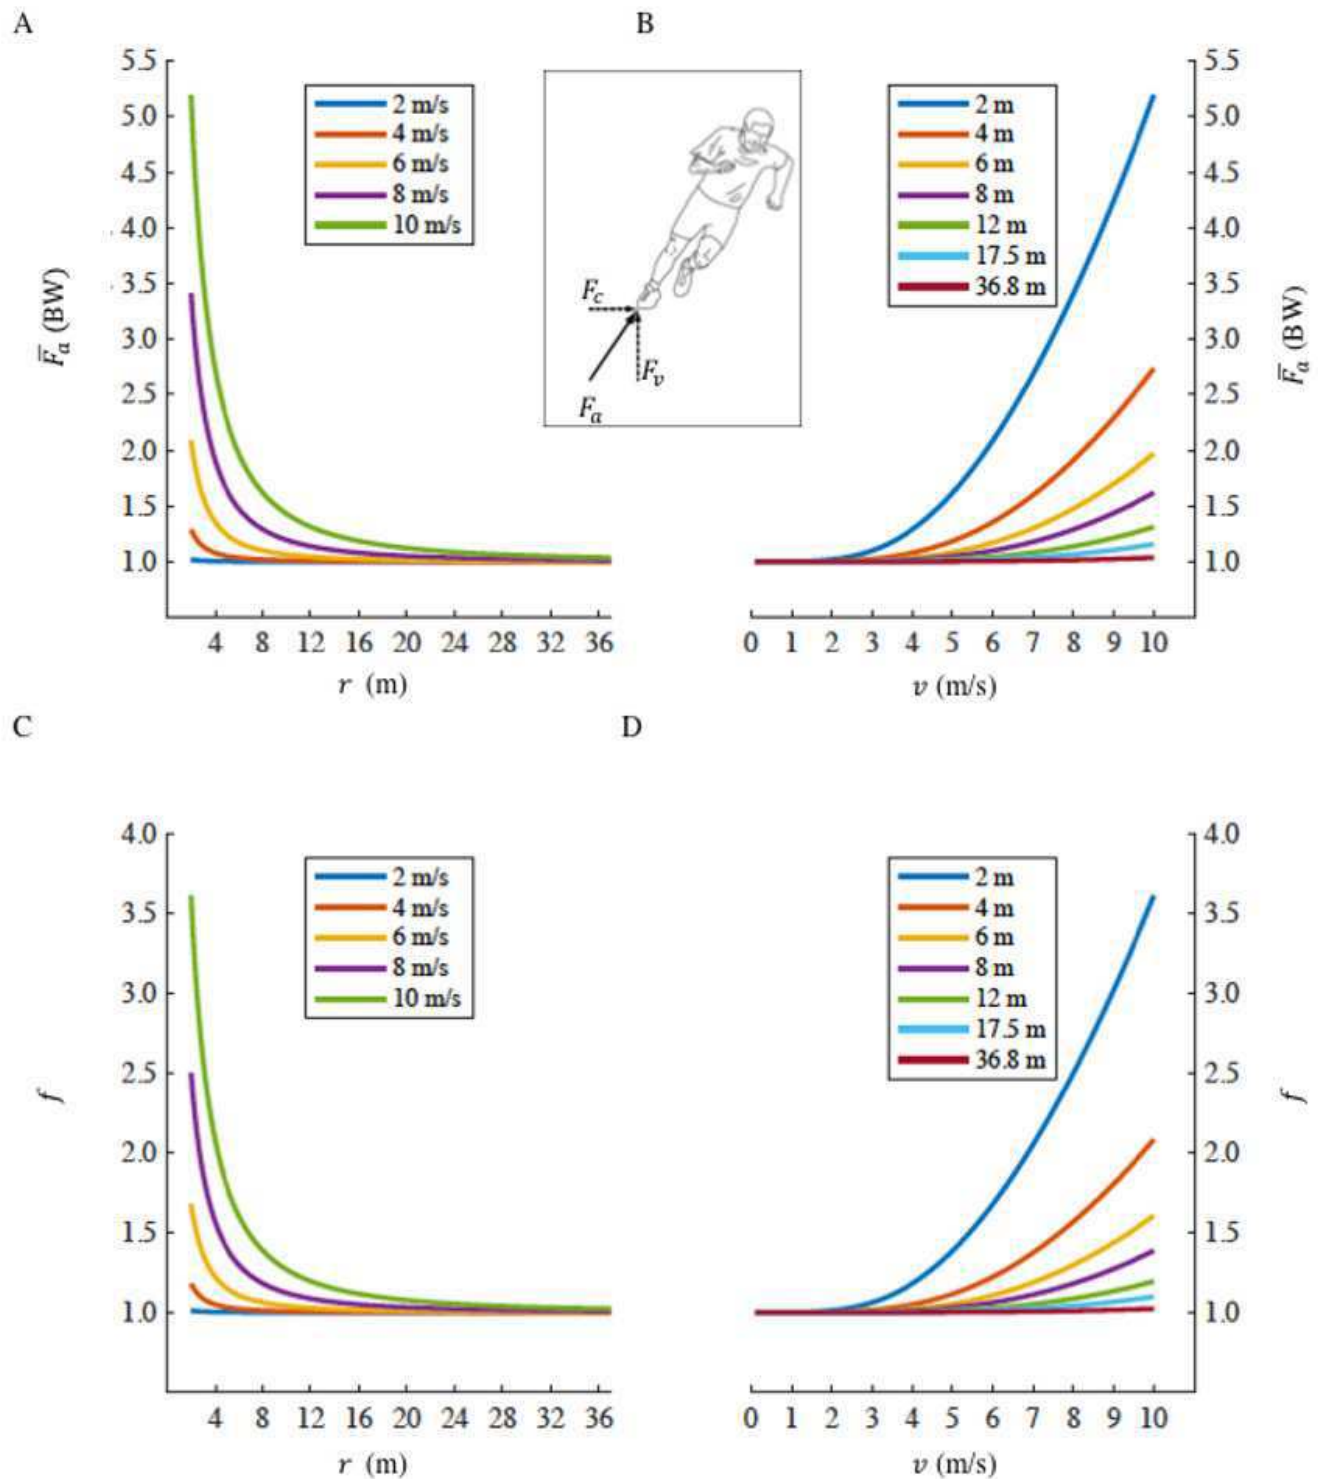 A
B
5.5
5.0
4.5
4.0
3.5
3.0
2.5
2.0
1.5
1.0
F̅a (BW)
2 m/s
4 m/s
6 m/s
8 m/s
10 m/s
4 8 12 16 20 24 28 32 36
r (m)
Fc
Fv
Fa
2 m
4 m
6 m
8 m
12 m
17.5 m
36.8 m
5.5
5.0
4.5
4.0
3.5
3.0
2.5
2.0
1.5
1.0
F̅a (BW)
0 1 2 3 4 5 6 7 8 9 10
v (m/s)
C
D
4.0
3.5
3.0
2.5
2.0
1.5
1.0
f
2 m/s
4 m/s
6 m/s
8 m/s
10 m/s
4 8 12 16 20 24 28 32 36
r (m)
2 m
4 m
6 m
8 m
12 m
17.5 m
36.8 m
4.0
3.5
3.0
2.5
2.0
1.5
1.0
f
0 1 2 3 4 5 6 7 8 9 10
v (m/s)